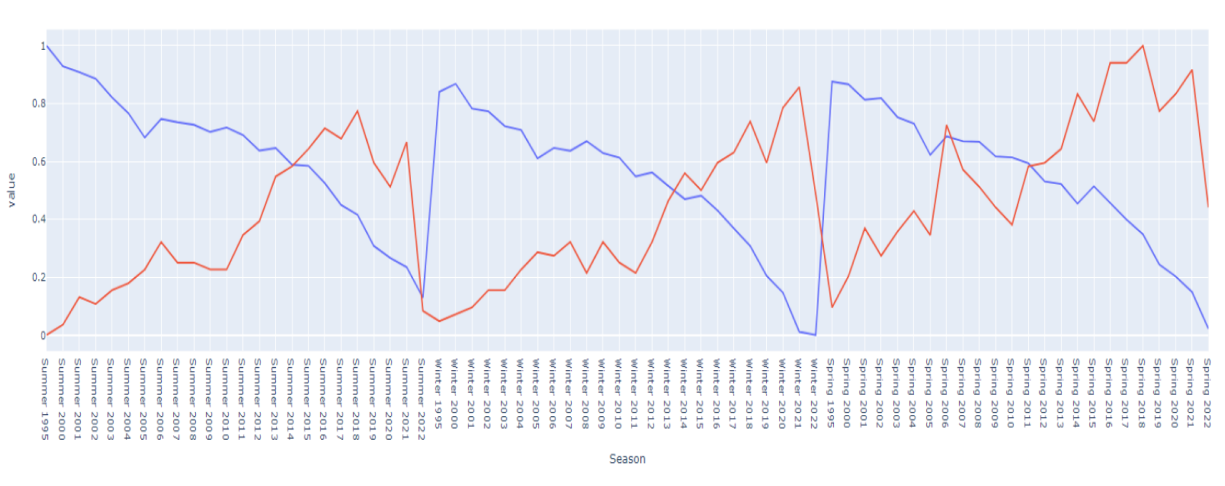 1
0.8
0.6
0.4
0.2
0
value
Summer 1995
Summer 2000
Summer 2001
Summer 2002
Summer 2003
Summer 2004
Summer 2005
Summer 2006
Summer 2007
Summer 2008
Summer 2009
Summer 2010
Summer 2011
Summer 2012
Summer 2013
Summer 2014
Summer 2015
Summer 2016
Summer 2017
Summer 2018
Summer 2019
Summer 2020
Summer 2021
Summer 2022
Winter 1995
Winter 2000
Winter 2001
Winter 2002
Winter 2003
Winter 2004
Winter 2005
Winter 2006
Winter 2007
Winter 2008
Winter 2009
Winter 2010
Winter 2011
Winter 2012
Winter 2013
Winter 2014
Winter 2015
Winter 2016
Winter 2017
Winter 2018
Winter 2019
Winter 2020
Winter 2021
Winter 2022
Spring 1995
Spring 2000
Spring 2001
Spring 2002
Spring 2003
Spring 2004
Spring 2005
Spring 2006
Spring 2007
Spring 2008
Spring 2009
Spring 2010
Spring 2011
Spring 2012
Spring 2013
Spring 2014
Spring 2015
Spring 2016
Spring 2017
Spring 2018
Spring 2019
Spring 2020
Spring 2021
Spring 2022
Season